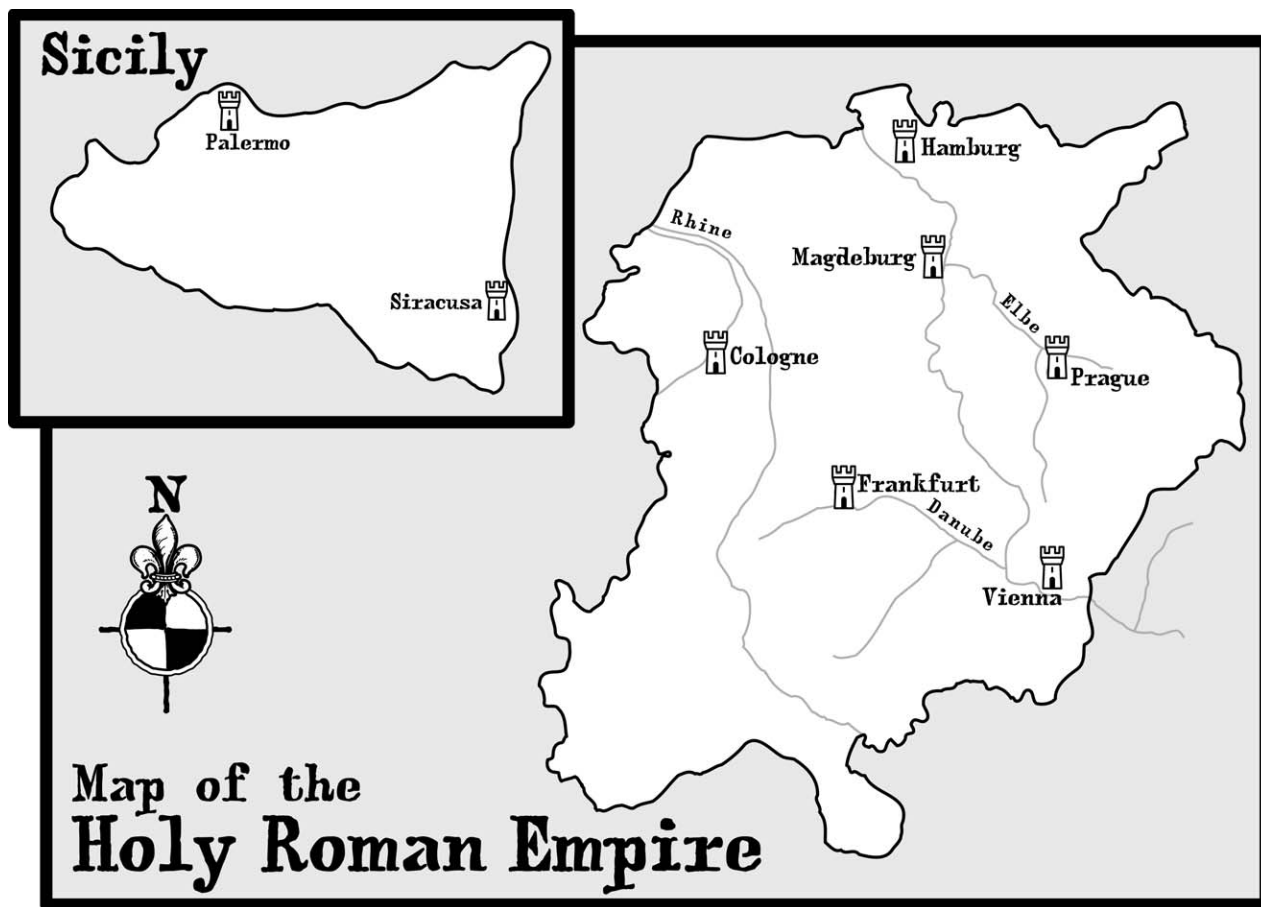 Sicily
Palermo
Siracusa
Hamburg
Rhine
Magdeburg
Elbe
Cologne
Prague
Frankfurt
Danube
Vienna
N
Map of the
Holy Roman Empire